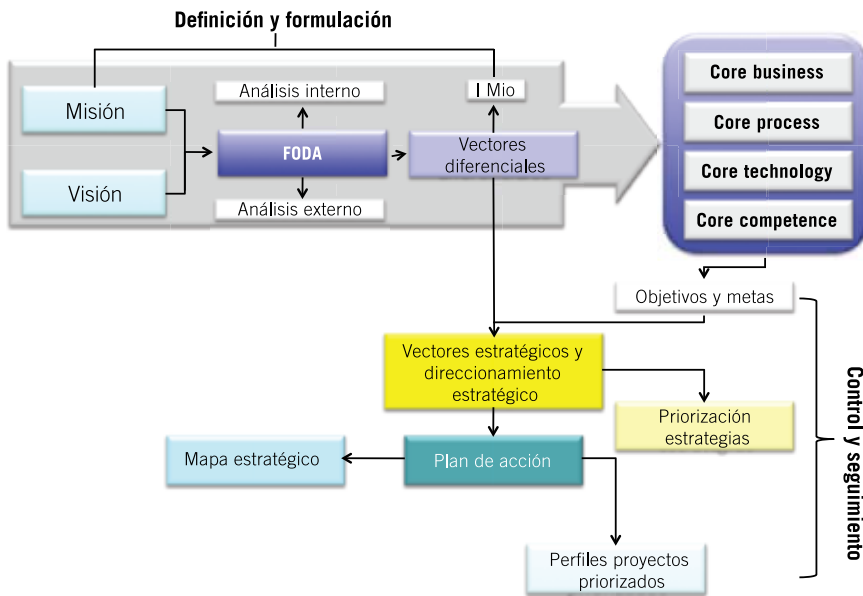 Definición y formulación
Misión
Visión
Análisis interno
FODA
Análisis externo
I Mio
Vectores
diferenciales
Core business
Core process
Core technology
Core competence
Objetivos y metas
Vectores estratégicos y
direccionamiento
estratégico
Priorización
estrategias
Mapa estratégico
Plan de acción
Perfiles proyectos
priorizados
Control y seguimiento